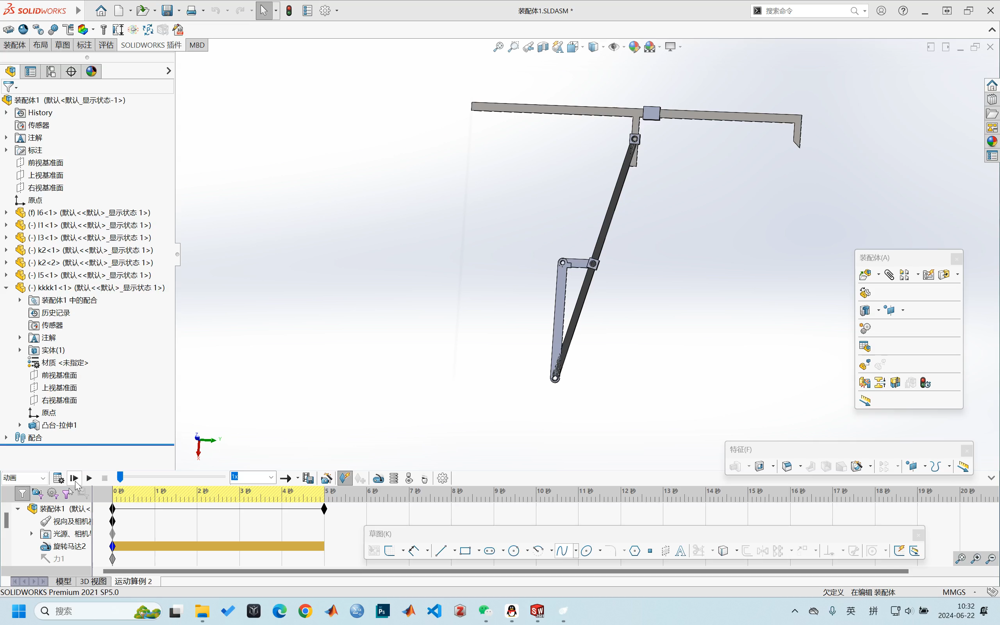 SOLIDWORKS
装配体1.SLDASM *
搜索命令
装配体 布局 草图 标注 评估 SOLIDWORKS 插件 MBD
装配体1 (默认<默认_显示状态-1>)
History
传感器
注解
标注
前视基准面
上视基准面
右视基准面
原点
(f) l6<1> (默认<<默认>_显示状态 1>)
(-) l1<1> (默认<<默认>_显示状态 1>)
(-) l3<1> (默认<<默认>_显示状态 1>)
(-) k2<1> (默认<<默认>_显示状态 1>)
(-) k2<2> (默认<<默认>_显示状态 1>)
(-) l5<1> (默认<<默认>_显示状态 1>)
(-) kkkk1<1> (默认<<默认>_显示状态 1>)
装配体1 中的配合
历史记录
传感器
注解
实体(1)
材质 <未指定>
前视基准面
上视基准面
右视基准面
原点
凸台-拉伸1
配合
Z
Y
X
装配体(A)
特征(F)
动画
1x
0 秒 1 秒 2 秒 3 秒 4 秒 5 秒 6 秒 7 秒 8 秒 9 秒 10 秒 11 秒 12 秒 13 秒 14 秒 15 秒 16 秒 17 秒 18 秒 19 秒 20 秒
装配体1 (默认<
视向及相机
光源、相机
旋转马达2
力1
草图(K)
模型 3D 视图 运动算例 2
SOLIDWORKS Premium 2021 SP5.0
欠定义 在编辑 装配体 MMGS
搜索
英 拼
10:32
2024-06-22